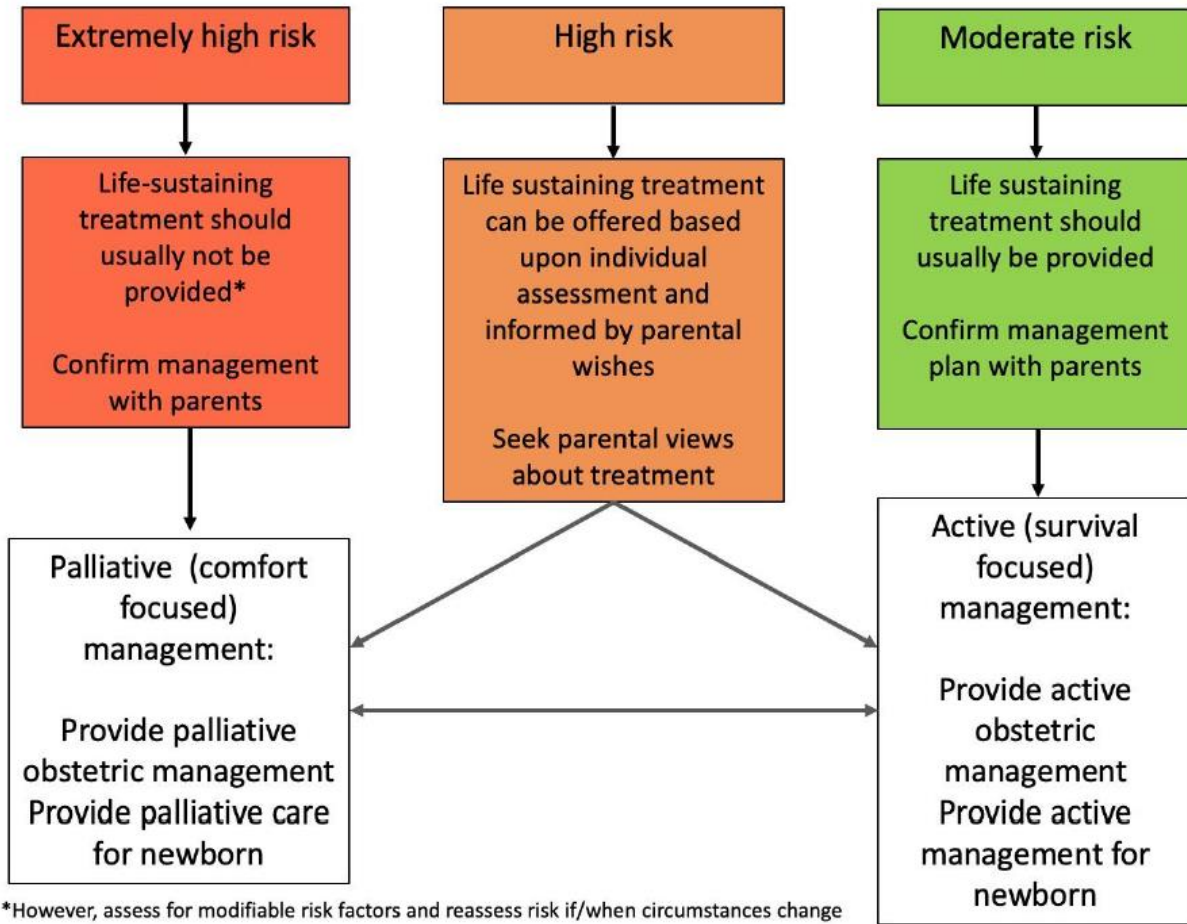 Extremely high risk
High risk
Moderate risk
Life-sustaining
treatment should
usually not be
provided*
Confirm management
with parents
Life sustaining treatment
can be offered based
upon individual
assessment and
informed by parental
wishes
Seek parental views
about treatment
Life sustaining
treatment should
usually be provided
Confirm management
plan with parents
Palliative (comfort
focused)
management:
Provide palliative
obstetric management
Provide palliative care
for newborn
Active (survival
focused)
management:
Provide active
obstetric
management
Provide active
management for
newborn
*However, assess for modifiable risk factors and reassess risk if/when circumstances change